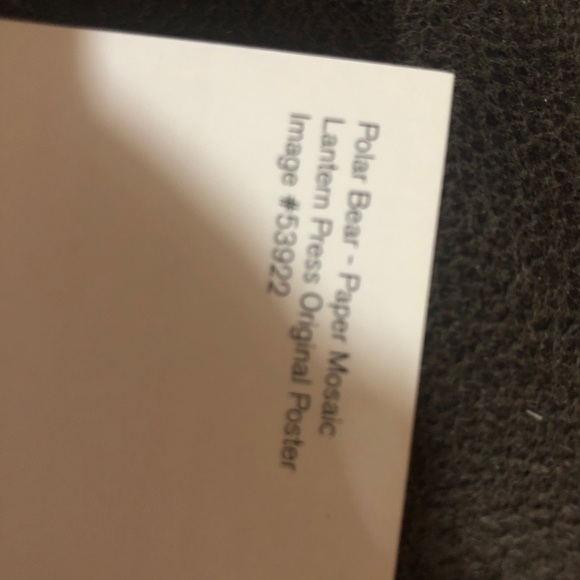 Polar Bear - Paper Mosaic
Lantern Press Original Poster
Image #53922